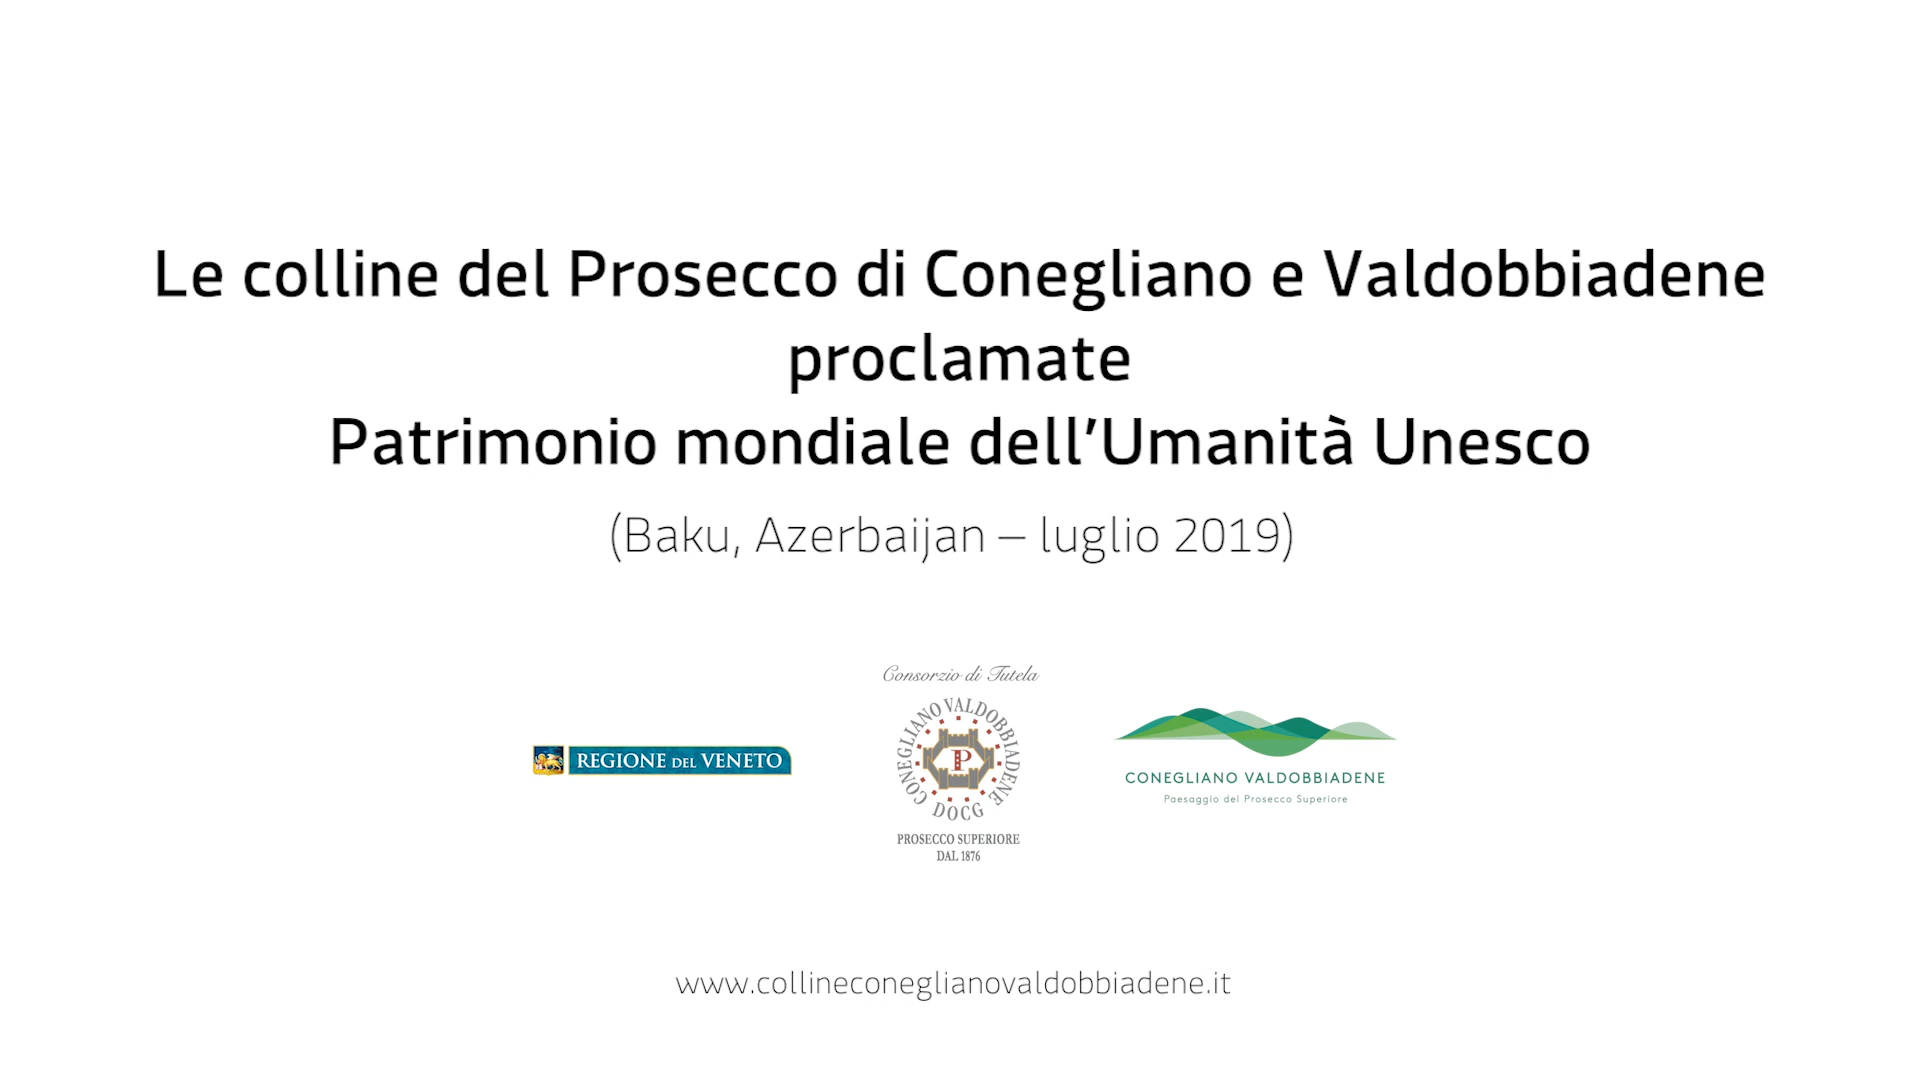 Le colline del Prosecco di Conegliano e Valdobbiadene
proclamate
Patrimonio mondiale dell’Umanità Unesco
(Baku, Azerbaijan – luglio 2019)
REGIONE DEL VENETO
Consorzio di Tutela
CONEGLIANO VALDOBBIADENE
P
DOCG
PROSECCO SUPERIORE
DAL 1876
CONEGLIANO VALDOBBIADENE
Paesaggio del Prosecco Superiore
www.collineconeglianovaldobbiadene.it